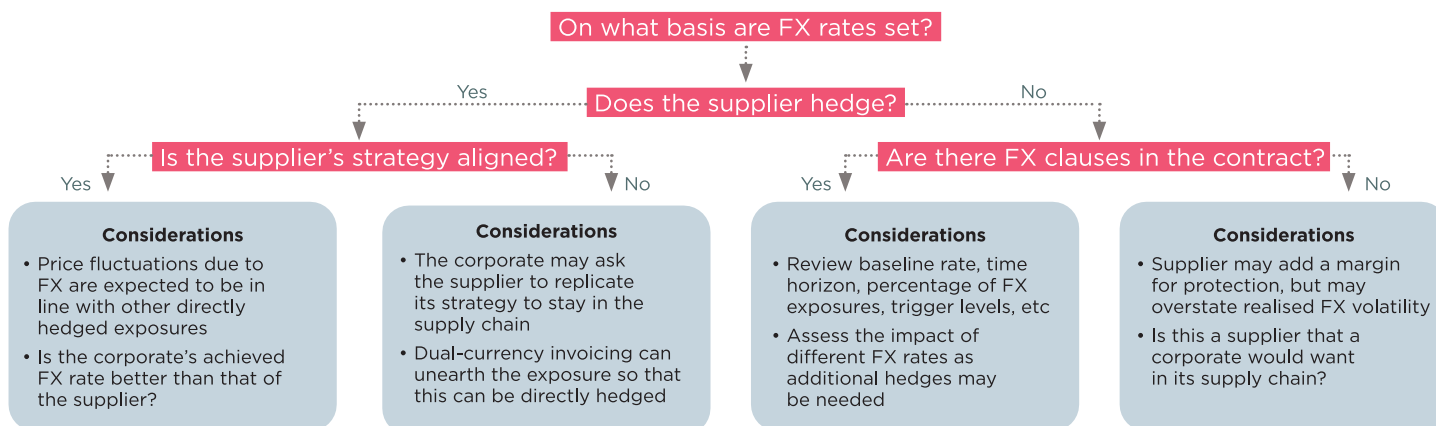 On what basis are FX rates set?
Yes
Does the supplier hedge?
No
Is the supplier's strategy aligned?
Are there FX clauses in the contract?
Yes
No
Yes
No
Considerations
• Price fluctuations due to
FX are expected to be in
line with other directly
hedged exposures
• Is the corporate's achieved
FX rate better than that of
the supplier?
Considerations
• The corporate may ask
the supplier to replicate
its strategy to stay in the
supply chain
• Dual-currency invoicing can
unearth the exposure so that
this can be directly hedged
Considerations
• Review baseline rate, time
horizon, percentage of FX
exposures, trigger levels, etc
• Assess the impact of
different FX rates as
additional hedges may
be needed
Considerations
• Supplier may add a margin
for protection, but may
overstate realised FX volatility
• Is this a supplier that a
corporate would want
in its supply chain?